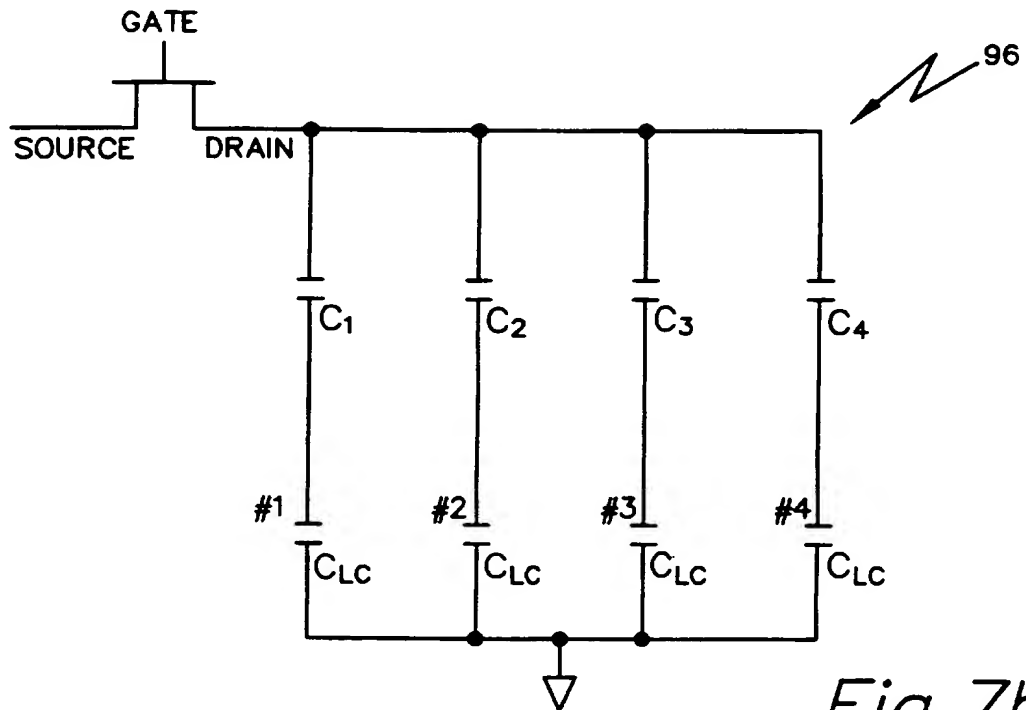 GATE
96
SOURCE DRAIN
C1 C2 C3 C4
#1 #2 #3 #4
CLC CLC CLC CLC
Fig. 7b